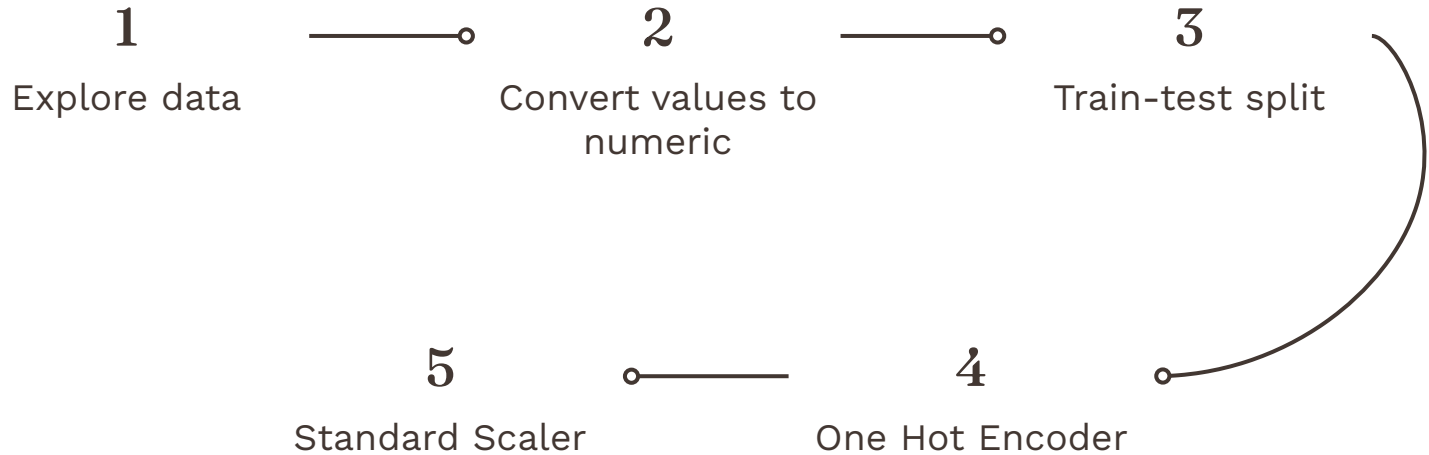 1
Explore data
2
Convert values to
numeric
3
Train-test split
4
One Hot Encoder
5
Standard Scaler